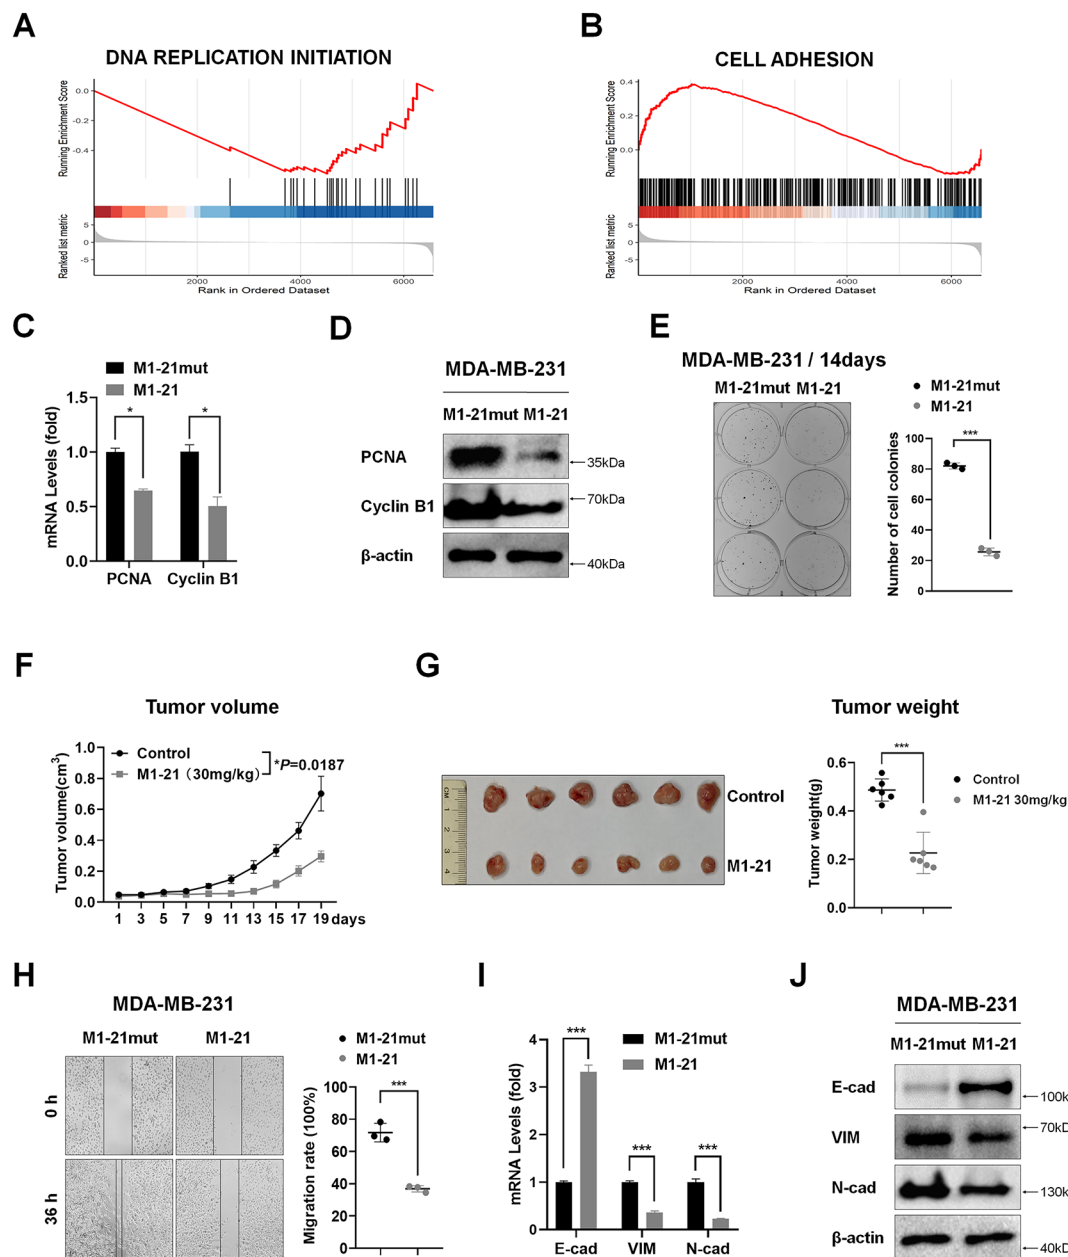 A
DNA REPLICATION INITIATION
Running Enrichment Score
0.0
-0.2
-0.4
Ranked list metric
5
0
-5
2000 4000 6000
Rank in Ordered Dataset
B
CELL ADHESION
Running Enrichment Score
0.4
0.2
0.0
Ranked list metric
5
0
-5
2000 4000 6000
Rank in Ordered Dataset
C
M1-21mut
M1-21
mRNA Levels (fold)
1.5
1.0
0.5
0.0
* *
PCNA Cyclin B1
D
MDA-MB-231
M1-21mut M1-21
PCNA
←35kDa
Cyclin B1
←70kDa
β-actin
←40kDa
E
MDA-MB-231 / 14days
M1-21mut M1-21
M1-21mut
M1-21
Number of cell colonies
100
80
60
40
20
0
***
F
Tumor volume
Tumor volume(cm3)
1.0
0.8
0.6
0.4
0.2
0.0
Control
M1-21（30mg/kg）
*P=0.0187
1 3 5 7 9 11 13 15 17 19 days
G
CM 1 2 3 4
Control
M1-21
Tumor weight
Tumor weight(g)
0.6
0.4
0.2
0.0
***
Control
M1-21 30mg/kg
H
MDA-MB-231
M1-21mut M1-21
0 h
36 h
M1-21mut
M1-21
Migration rate (100%)
100
80
60
40
20
0
***
I
mRNA Levels (fold)
4
3
2
1
0
M1-21mut
M1-21
*** *** ***
E-cad VIM N-cad
J
MDA-MB-231
M1-21mut M1-21
E-cad
←100kD
VIM
←70kD
N-cad
←130kD
β-actin
←40kD